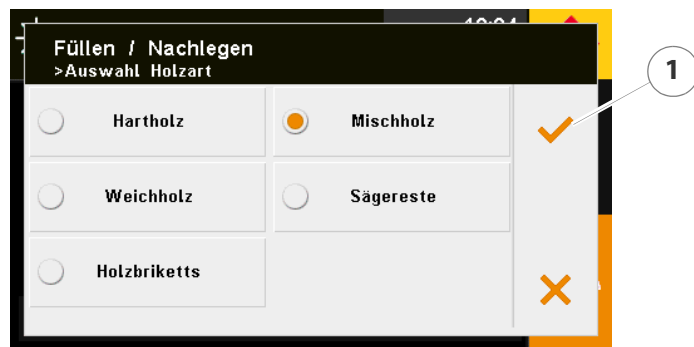 Füllen / Nachlegen
>Auswahl Holzart
1
Hartholz
Mischholz
Weichholz
Sägereste
Holzbriketts